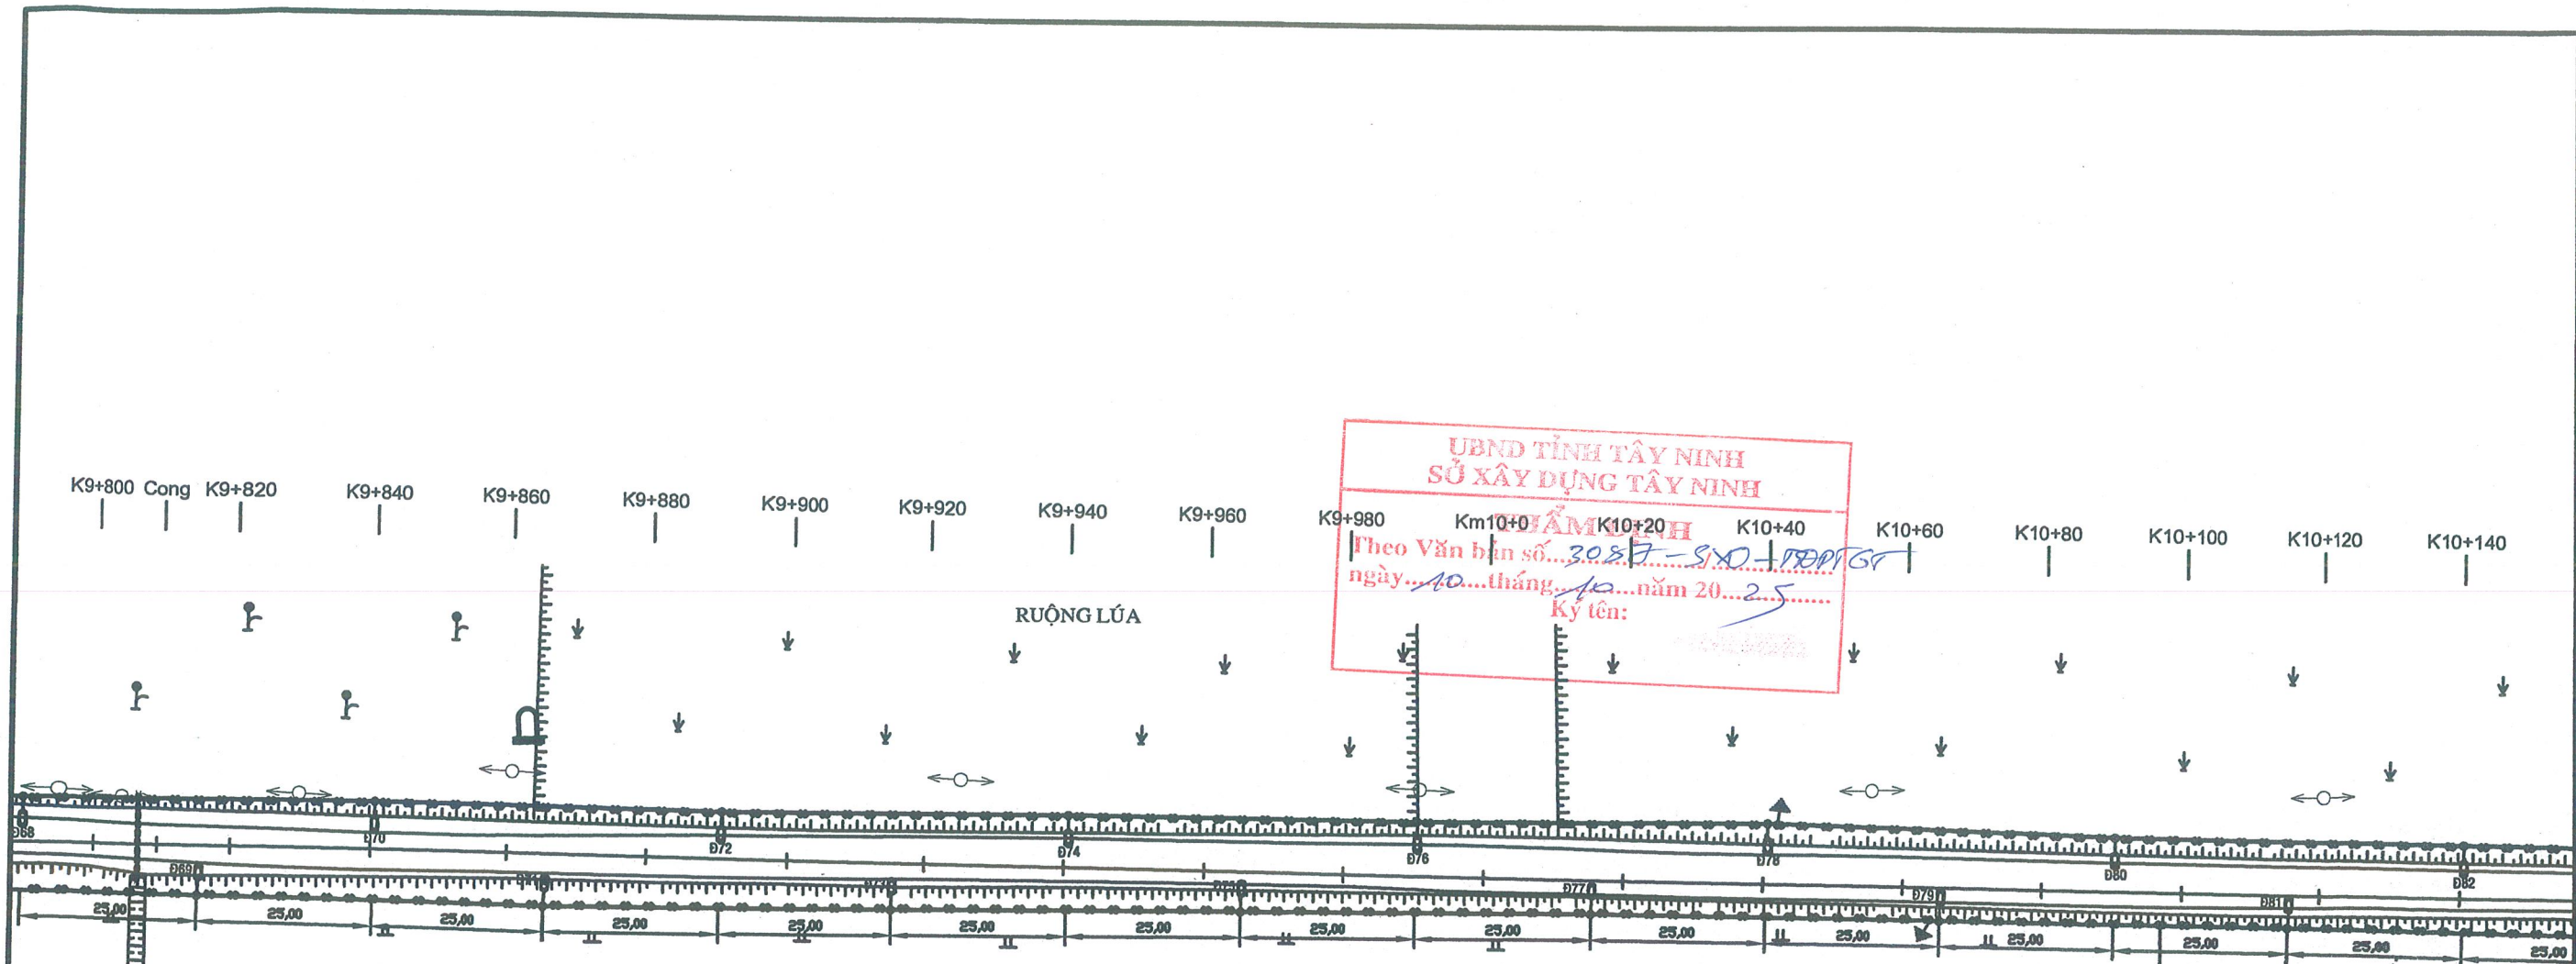 UBND TỈNH TÂY NINH
SỞ XÂY DỰNG TÂY NINH
THẨM ĐỊNH
Theo Văn bản số...3087-SXD-
ngày...10...tháng...10...năm 20...25
Ký tên:
K9+800 Cong K9+820 K9+840 K9+860 K9+880 K9+900 K9+920 K9+940 K9+960 K9+980 Km10+0 K10+20 K10+40 K10+60 K10+80 K10+100 K10+120 K10+140
RUỘNG LÚA
Đ68 Đ70 Đ72 Đ74 Đ76 Đ78 Đ80 Đ82
Đ69 Đ77 Đ79 Đ81
25,00 25,00 25,00 25,00 25,00 25,00 25,00 25,00 25,00 25,00 25,00 25,00 25,00 25,00 25,00